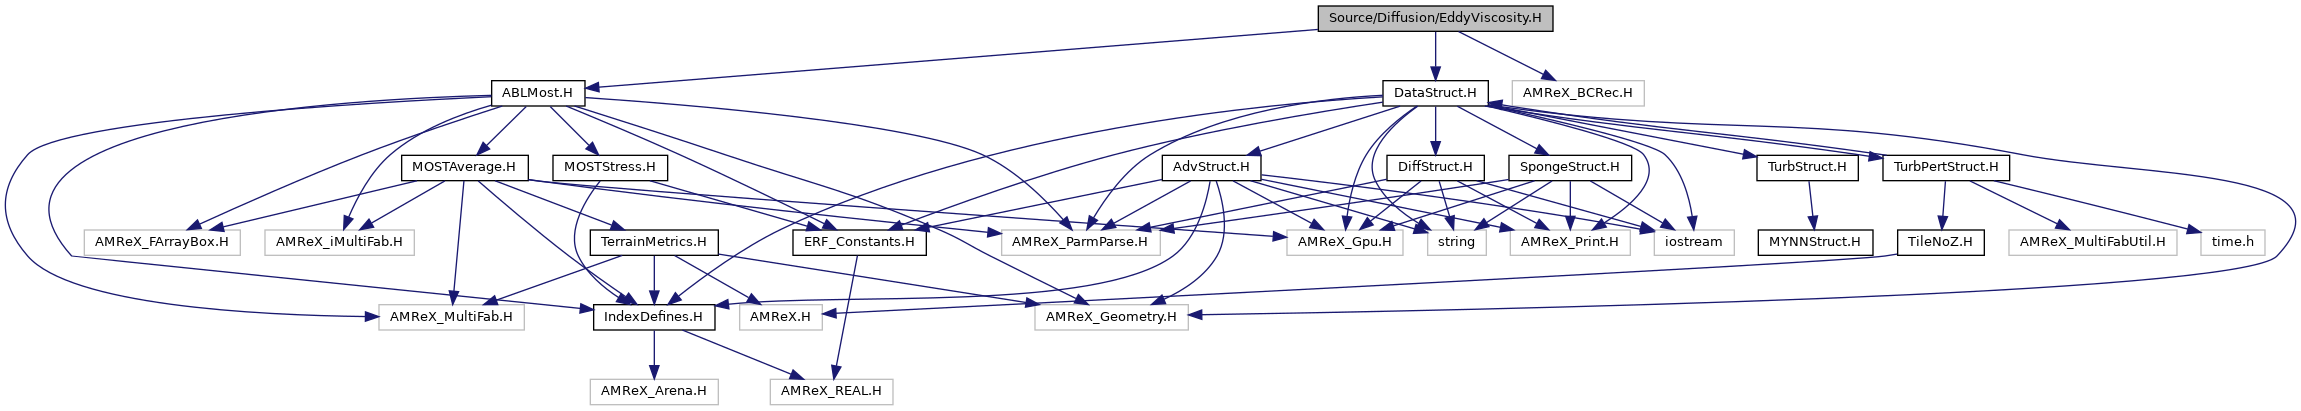 Source/Diffusion/EddyViscosity.H
ABLMost.H
DataStruct.H
AMReX_BCRec.H
MOSTAverage.H
MOSTStress.H
AdvStruct.H
DiffStruct.H
SpongeStruct.H
TurbStruct.H
TurbPertStruct.H
AMReX_FArrayBox.H
AMReX_iMultiFab.H
TerrainMetrics.H
ERF_Constants.H
AMReX_ParmParse.H
AMReX_Gpu.H
string
AMReX_Print.H
iostream
MYNNStruct.H
TileNoZ.H
AMReX_MultiFabUtil.H
time.h
AMReX_MultiFab.H
IndexDefines.H
AMReX.H
AMReX_Geometry.H
AMReX_Arena.H
AMReX_REAL.H